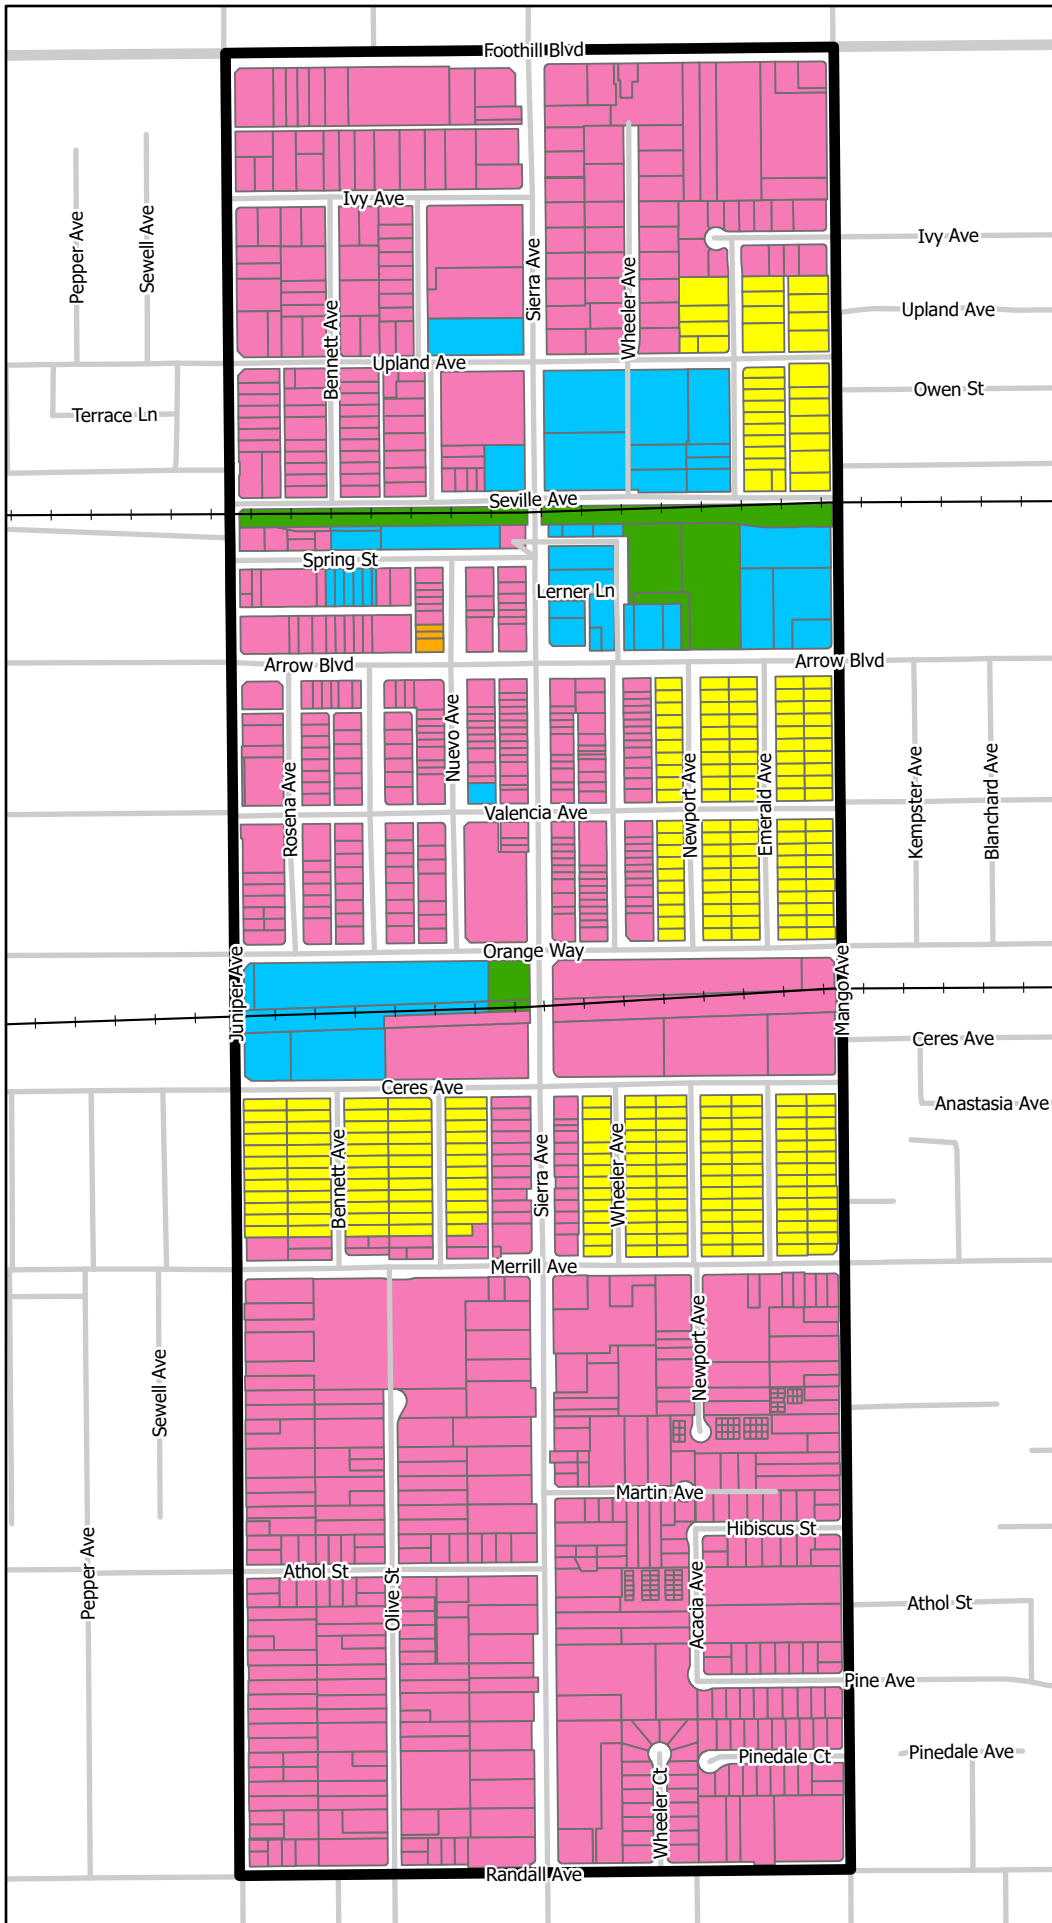 Foothill Blvd
Ivy Ave
Pepper Ave
Sewell Ave
Sierra Ave
Ivy Ave
Wheeler Ave
Bennett Ave
Upland Ave
Upland Ave
Owen St
Terrace Ln
Seville Ave
Spring St
Lerner Ln
Arrow Blvd
Arrow Blvd
Nuevo Ave
Rosena Ave
Newport Ave
Emerald Ave
Kempster Ave
Blanchard Ave
Valencia Ave
Orange Way
Juniper Ave
Mango Ave
Ceres Ave
Ceres Ave
Anastasia Ave
Bennett Ave
Sierra Ave
Wheeler Ave
Merrill Ave
Newport Ave
Sewell Ave
Martin Ave
Hibiscus St
Pepper Ave
Athol St
Olive St
Acacia Ave
Athol St
Pine Ave
Pinedale Ct
Pinedale Ave
Wheeler Ct
Randall Ave